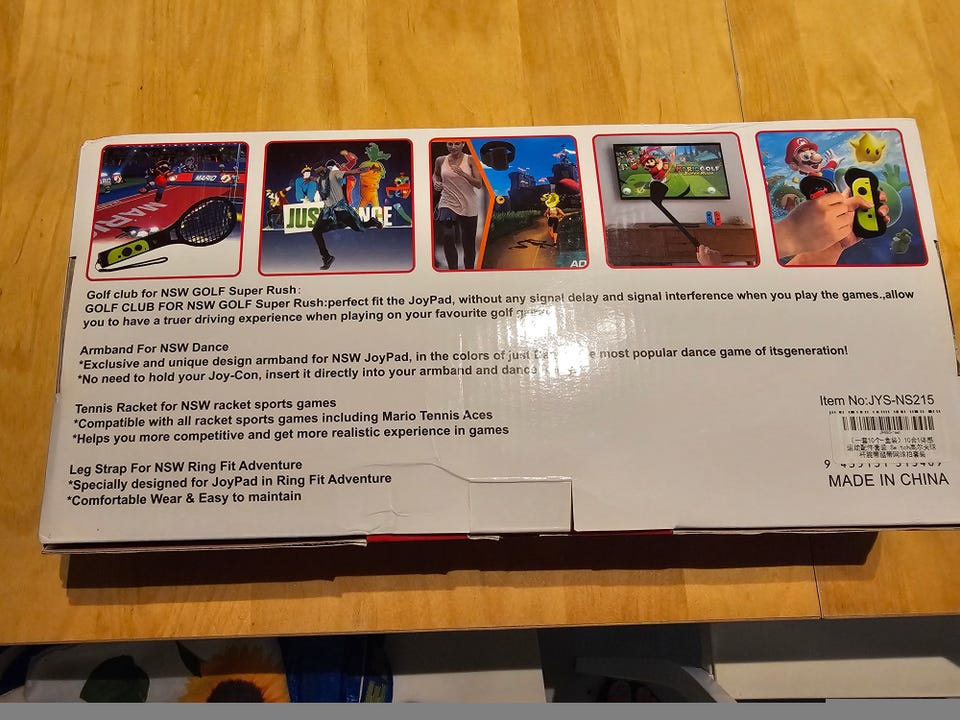 MARIO
JUST DANCE
AD
Golf club for NSW GOLF Super Rush:
GOLF CLUB FOR NSW GOLF Super Rush:perfect fit the JoyPad, without any signal delay and signal interference when you play the games.,allow
you to have a truer driving experience when playing on your favourite golf
Armband For NSW Dance
*Exclusive and unique design armband for NSW JoyPad, in the colors of just most popular dance game of itsgeneration!
*No need to hold your Joy-Con, insert it directly into your armband and dance
Tennis Racket for NSW racket sports games
*Compatible with all racket sports games including Mario Tennis Aces
*Helps you more competitive and get more realistic experience in games
Leg Strap For NSW Ring Fit Adventure
*Specially designed for JoyPad in Ring Fit Adventure
*Comfortable Wear & Easy to maintain
Item No:JYS-NS215
MADE IN CHINA